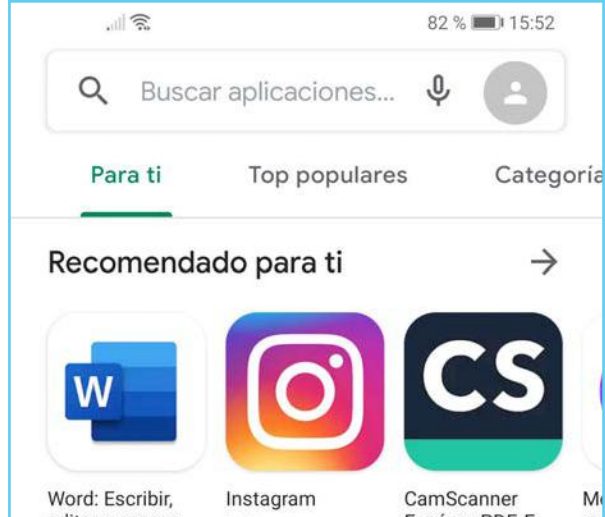 82 % 15:52
Buscar aplicaciones...
Para ti Top populares Categoría
Recomendado para ti
W CS
Word: Escribir, Instagram CamScanner